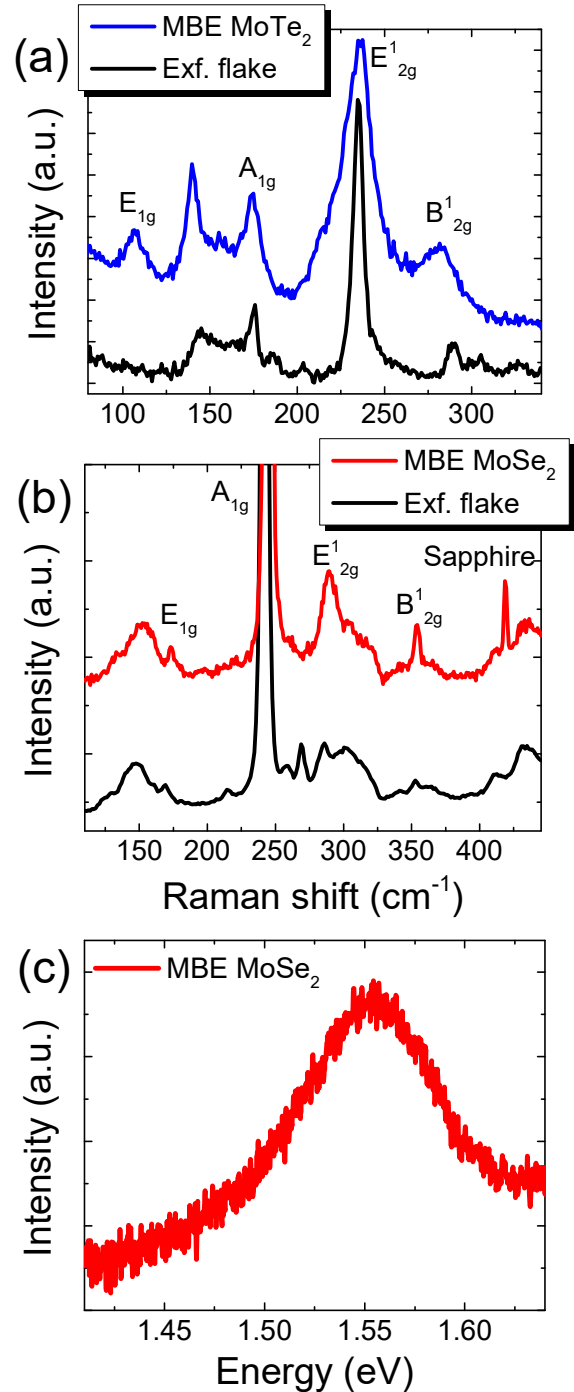 (a)
MBE MoTe₂
Exf. flake
E¹₂g
A₁g
E₁g
B¹₂g
Intensity (a.u.)
100 150 200 250 300
(b)
MBE MoSe₂
Exf. flake
A₁g
E¹₂g
Sapphire
B¹₂g
E₁g
Intensity (a.u.)
150 200 250 300 350 400
Raman shift (cm⁻¹)
(c)
MBE MoSe₂
Intensity (a.u.)
1.45 1.50 1.55 1.60
Energy (eV)